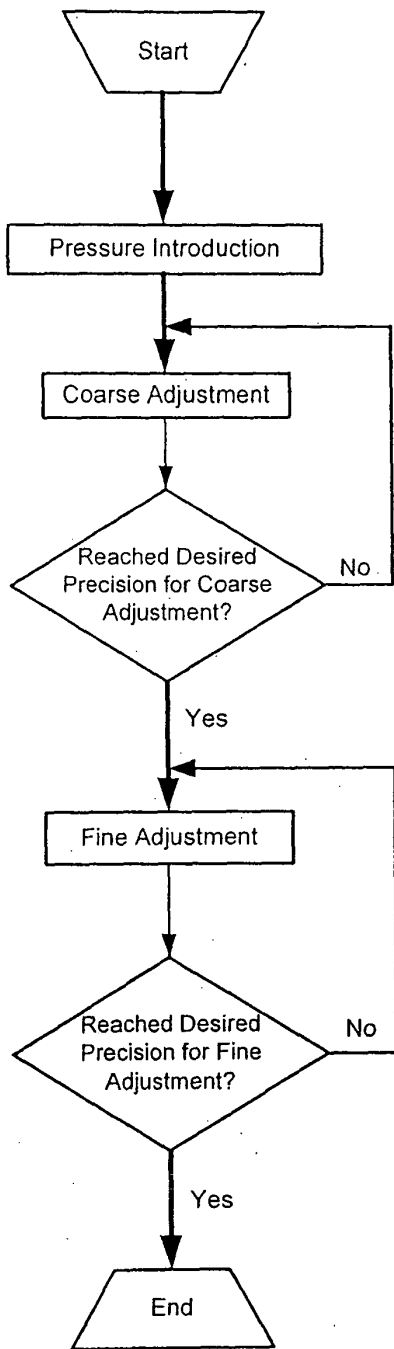 Start
Pressure Introduction
Coarse Adjustment
Reached Desired
Precision for Coarse
Adjustment?
No
Yes
Fine Adjustment
Reached Desired
Precision for Fine
Adjustment?
No
Yes
End